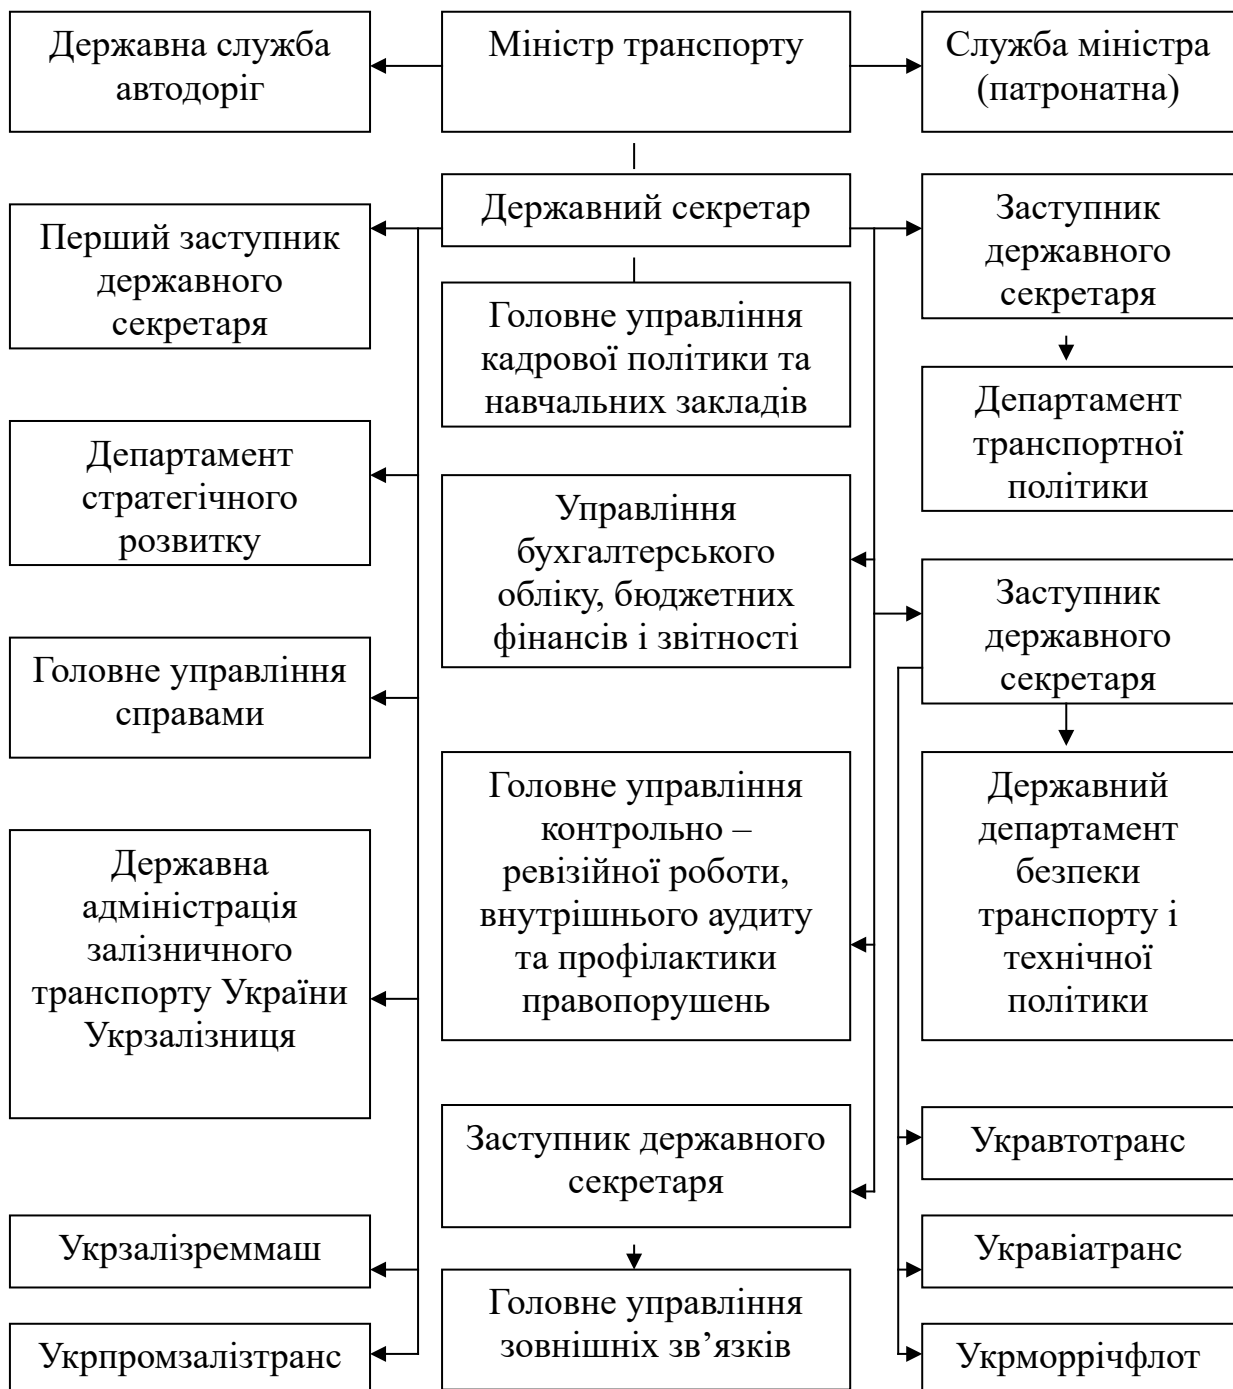 Державна служба
автодоріг
Міністр транспорту
Служба міністра
(патронатна)
Державний секретар
Перший заступник
державного
секретаря
Заступник
державного
секретаря
Головне управління
кадрової політики та
навчальних закладів
Департамент
транспортної
політики
Департамент
стратегічного
розвитку
Управління
бухгалтерського
обліку, бюджетних
фінансів і звітності
Заступник
державного
секретаря
Головне управління
справами
Головне управління
контрольно –
ревізійної роботи,
внутрішнього аудиту
та профілактики
правопорушень
Державний
департамент
безпеки
транспорту і
технічної
політики
Державна
адміністрація
залізничного
транспорту України
Укрзалізниця
Заступник державного
секретаря
Укравтотранс
Укрзалізреммаш
Укравіатранс
Головне управління
зовнішніх зв’язків
Укрпромзалізтранс
Укрморрічфлот